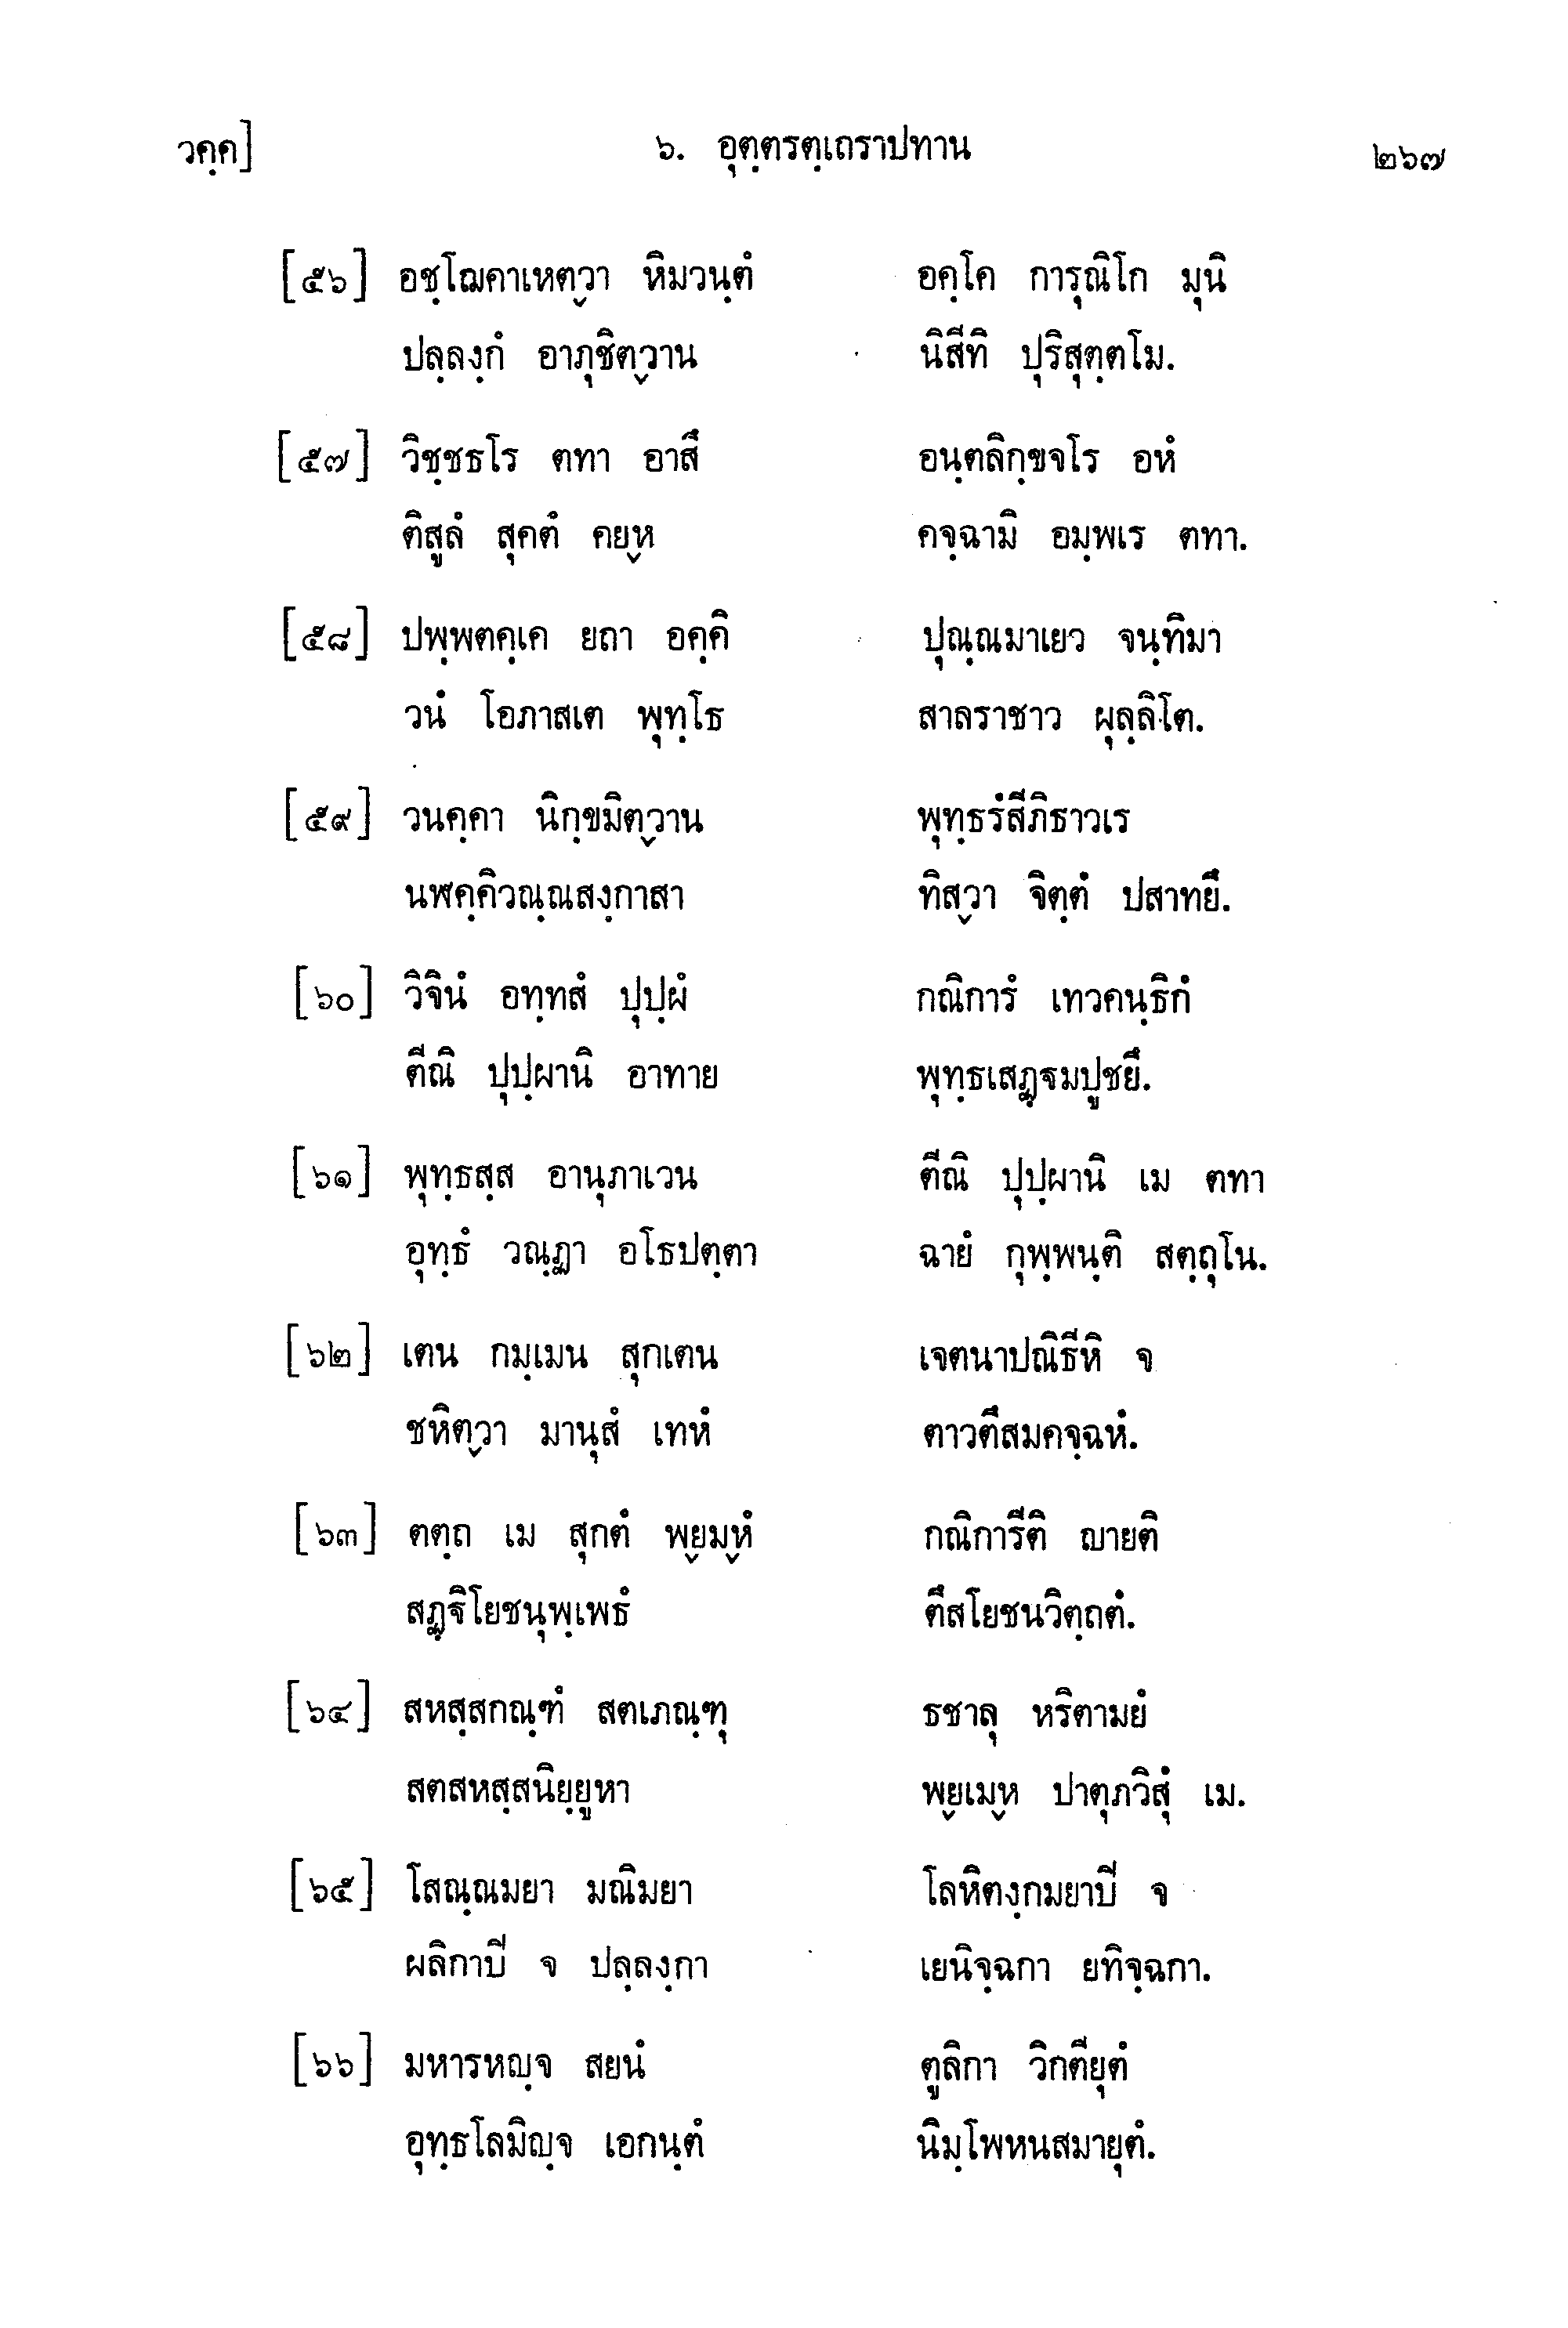 วคฺค] ๖. อุตฺตรตฺเถราปทาน ๒๖๗
[๕๖] อชฺโฌคาเหตฺวา หิมวนฺตํ อคฺโค การุณิโก มุนิ
ปลฺลงฺกํ อาภุชิตฺวาน นิสีทิ ปุริสุตฺตโม.
[๕๗] วิชฺชธโร ตทา อาสึ อนฺตลิกฺขจโร อหํ
ติสูลํ สุคตํ คยฺห คจฺฉามิ อมฺพเร ตทา.
[๕๘] ปพฺพตคฺเค ยถา อคฺคิ ปุณฺณมาเยว จนฺทิมา
วนํ โอภาสเต พุทฺโธ สาลราชาว ผุลฺลิโต.
[๕๙] วนคฺคา นิกฺขมิตฺวาน พุทฺธรํสีภิธาวเร
นฬคฺคิวณฺณสงฺกาสา ทิสฺวา จิตฺตํ ปสาทยึ.
[๖๐] วิจินํ อทฺทสํ ปุปฺผํ กณิการํ เทวคนฺธิกํ
ตีณิ ปุปฺผานิ อาทาย พุทฺธเสฏฺฐมปูชยึ.
[๖๑] พุทฺธสฺส อานุภาเวน ตีณิ ปุปฺผานิ เม ตทา
อุทฺธํ วณฺฏา อโธปตฺตา ฉายํ กุพฺพนฺติ สตฺถุโน.
[๖๒] เตน กมฺเมน สุกเตน เจตนาปณิธีหิ จ
ชหิตฺวา มานุสํ เทหํ ตาวตึสมคจฺฉหํ.
[๖๓] ตตฺถ เม สุกตํ พฺยมฺหํ กณิการีติ ญายติ
สฏฺฐิโยชนุพฺเพธํ ตึสโยชนวิตฺถตํ.
[๖๔] สหสฺสกณฺฑํ สตเภณฺฑุ ธชาลุ หริตามยํ
สตสหสฺสนิยฺยูหา พฺยเมฺห ปาตุภวิสุํ เม.
[๖๕] โสณฺณมยา มณิมยา โลหิตงฺกมยาปิ จ
ผลิกาปิ จ ปลฺลงฺกา เยนิจฺฉกา ยทิจฺฉกา.
[๖๖] มหารหญฺจ สยนํ ตูลิกา วิกตียุตํ
อุทฺธโลมิญฺจ เอกนฺตํ นิมฺโพหนสมายุตํ.